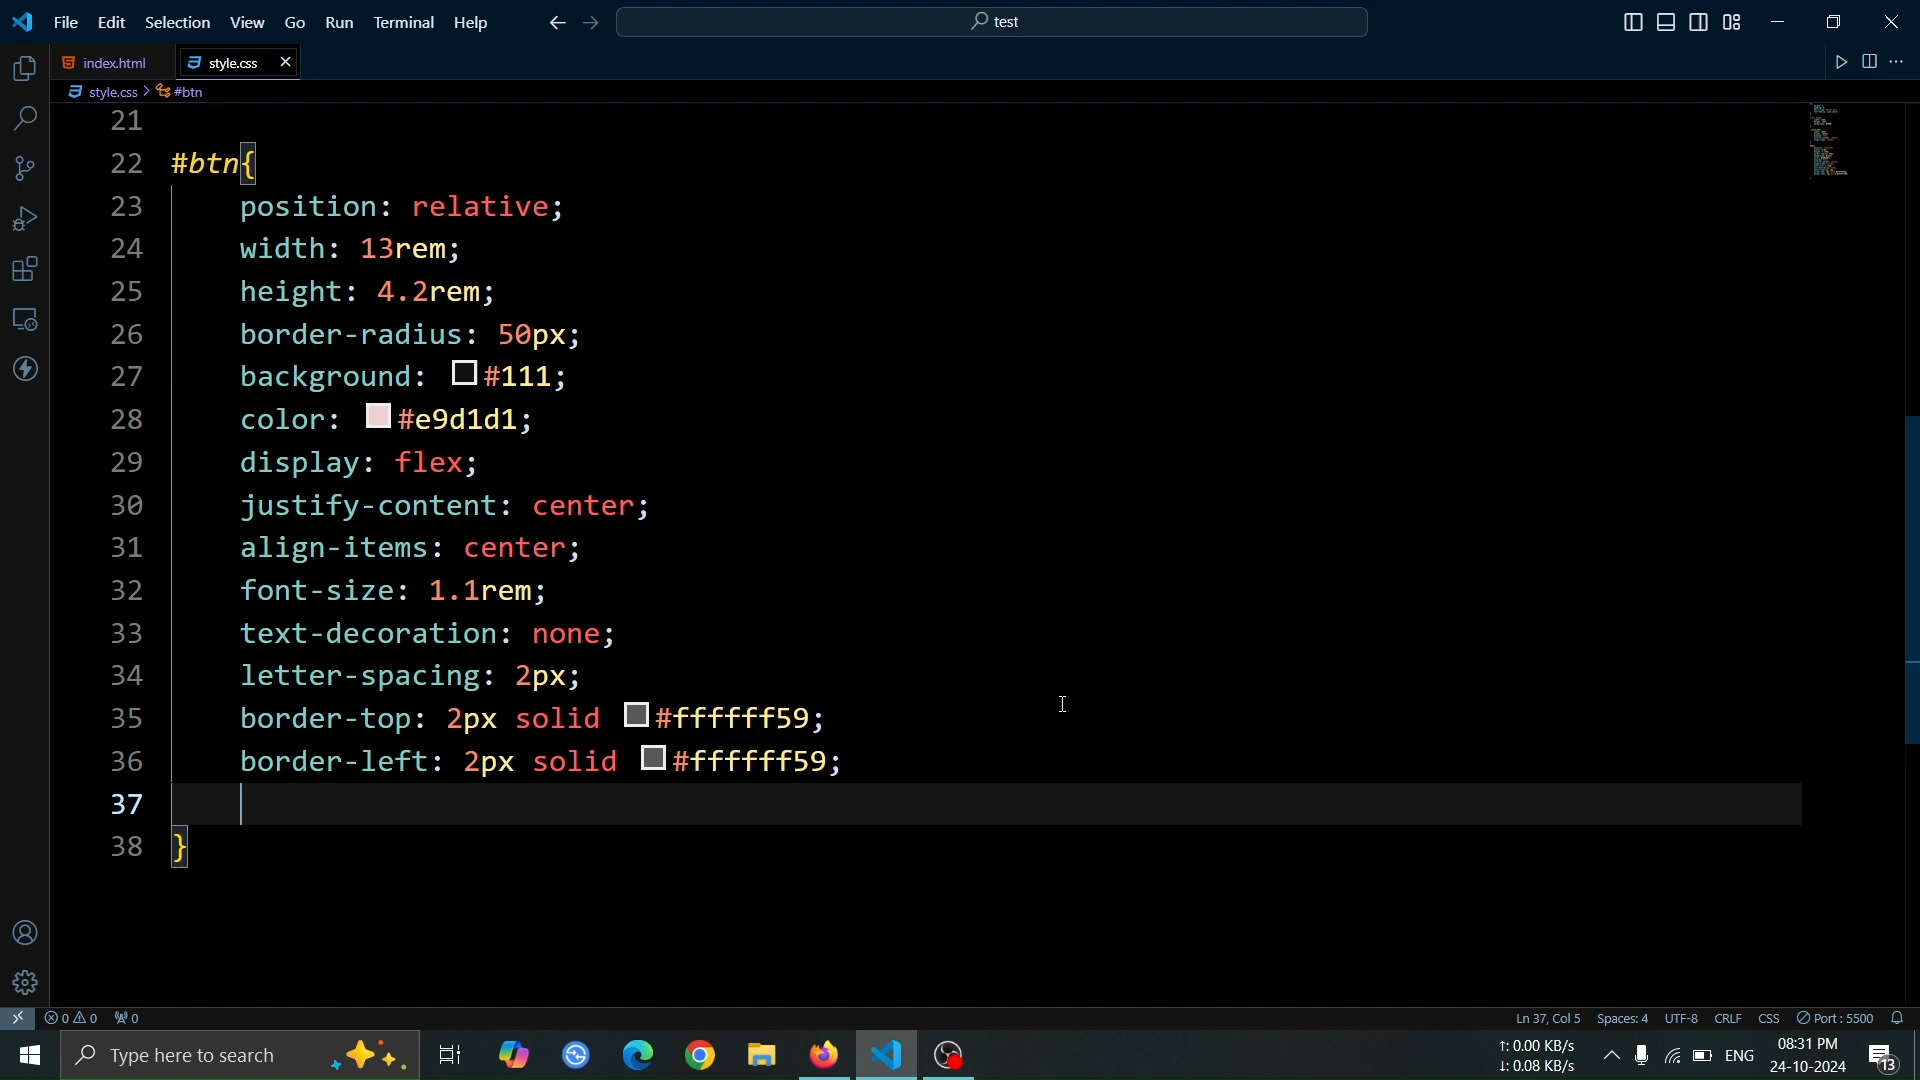 File Edit Selection View Go Run Terminal Help
test
index.html
style.css
style.css > #btn
21
22 #btn{
23 position: relative;
24 width: 13rem;
25 height: 4.2rem;
26 border-radius: 50px;
27 background: #111;
28 color: #e9d1d1;
29 display: flex;
30 justify-content: center;
31 align-items: center;
32 font-size: 1.1rem;
33 text-decoration: none;
34 letter-spacing: 2px;
35 border-top: 2px solid #ffffff59;
36 border-left: 2px solid #ffffff59;
37
38 }
0 0 0
Ln 37, Col 5 Spaces: 4 UTF-8 CRLF CSS Port : 5500
Type here to search
↑: 0.00 KB/s
↓: 0.08 KB/s
ENG
08:31 PM
24-10-2024
13